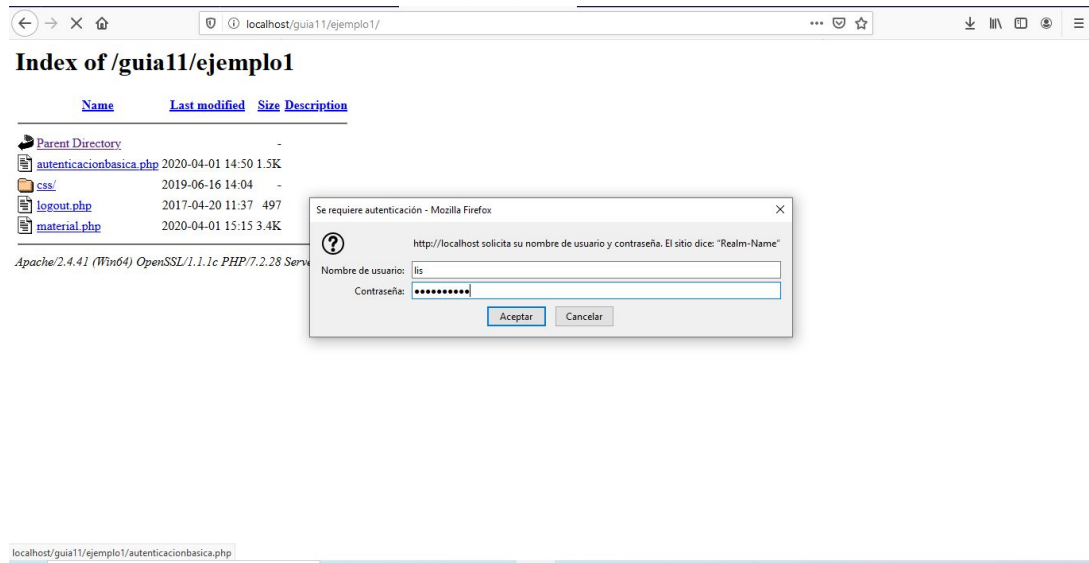 localhost/guia11/ejemplo1/
Index of /guia11/ejemplo1
Name Last modified Size Description
Parent Directory -
autenticacionbasica.php 2020-04-01 14:50 1.5K
css/ 2019-06-16 14:04 -
logout.php 2017-04-20 11:37 497
material.php 2020-04-01 15:15 3.4K
Apache/2.4.41 (Win64) OpenSSL/1.1.1c PHP/7.2.28 Serve
Se requiere autenticación - Mozilla Firefox
http://localhost solicita su nombre de usuario y contraseña. El sitio dice: “Realm-Name”
Nombre de usuario: lis
Contraseña: ●●●●●●●●●●
Aceptar Cancelar
localhost/guia11/ejemplo1/autenticacionbasica.php